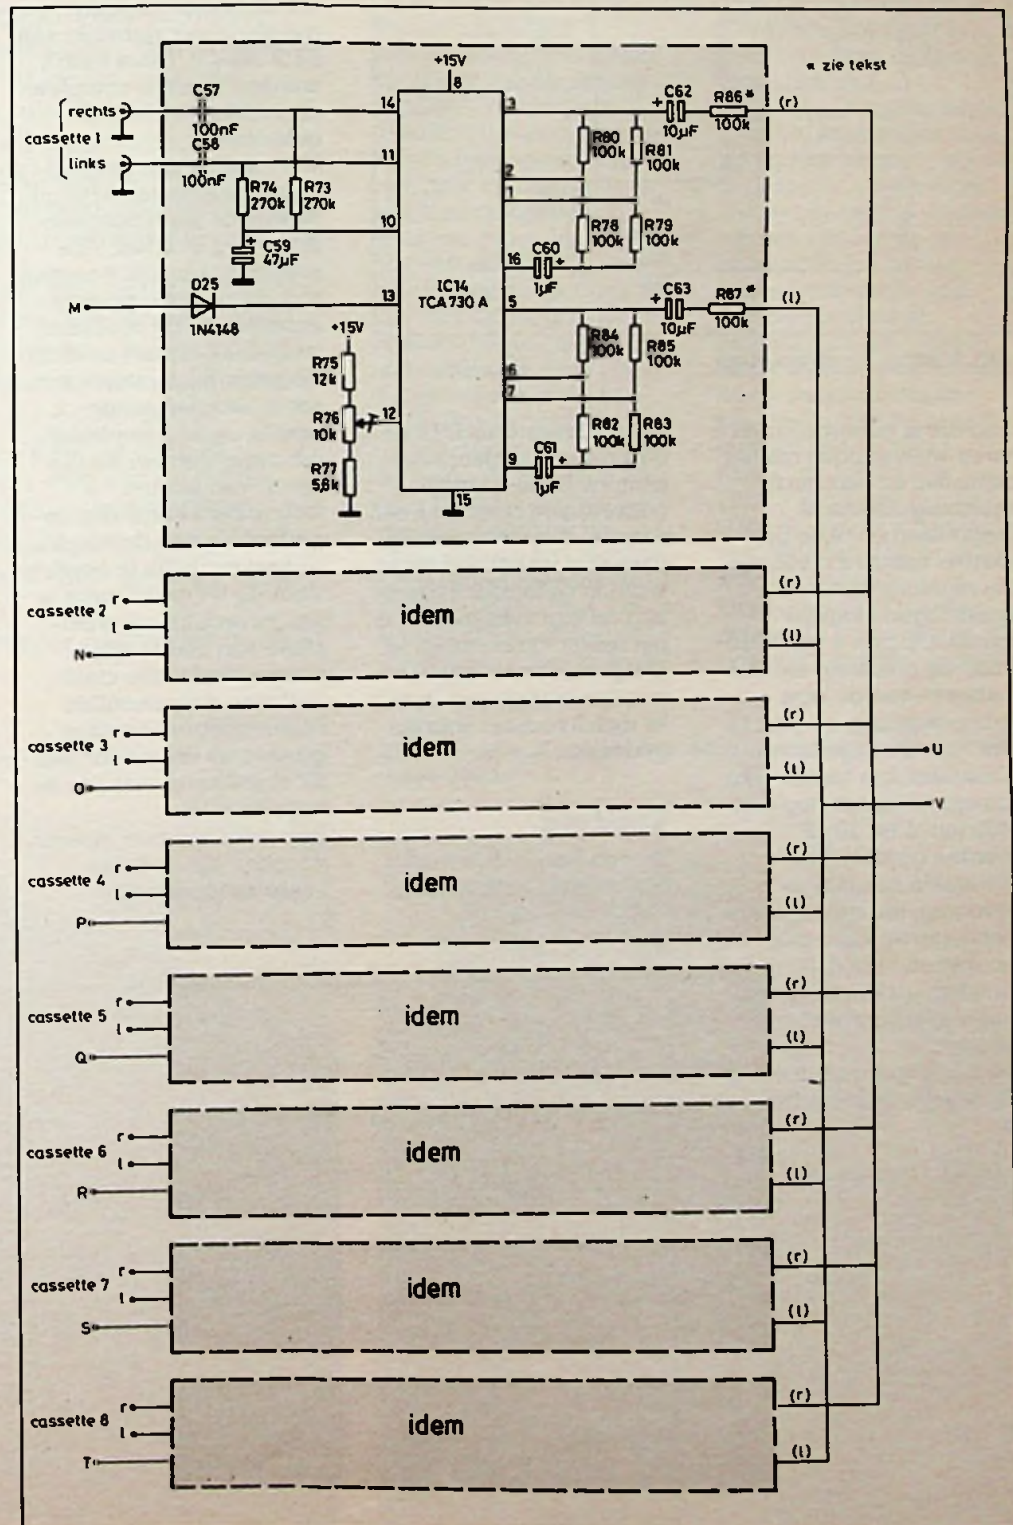 +15V
8
* zie tekst
rechts
cassette 1
links
C57
100nF
C58
100nF
R74
270k
R73
270k
C59
47µF
+
14
11
10
13
12
M
D25
1N4148
+15V
R75
12k
R76
10k
R77
5,6k
IC14
TCA 730 A
15
3
2
1
16
5
6
7
9
R80
100k
R81
100k
R78
100k
R79
100k
C60
1µF
+
+
C62
10µF
R86*
100k
(r)
+
C63
10µF
R87*
100k
(l)
R84
100k
R85
100k
R82
100k
R83
100k
C61
1µF
+
cassette 2
r
l
N
idem
(r)
(l)
cassette 3
r
l
O
idem
(r)
(l)
U
V
cassette 4
r
l
P
idem
(r)
(l)
cassette 5
r
l
Q
idem
(r)
(l)
cassette 6
r
l
R
idem
(r)
(l)
cassette 7
r
l
S
idem
(r)
(l)
cassette 8
r
l
T
idem
(r)
(l)